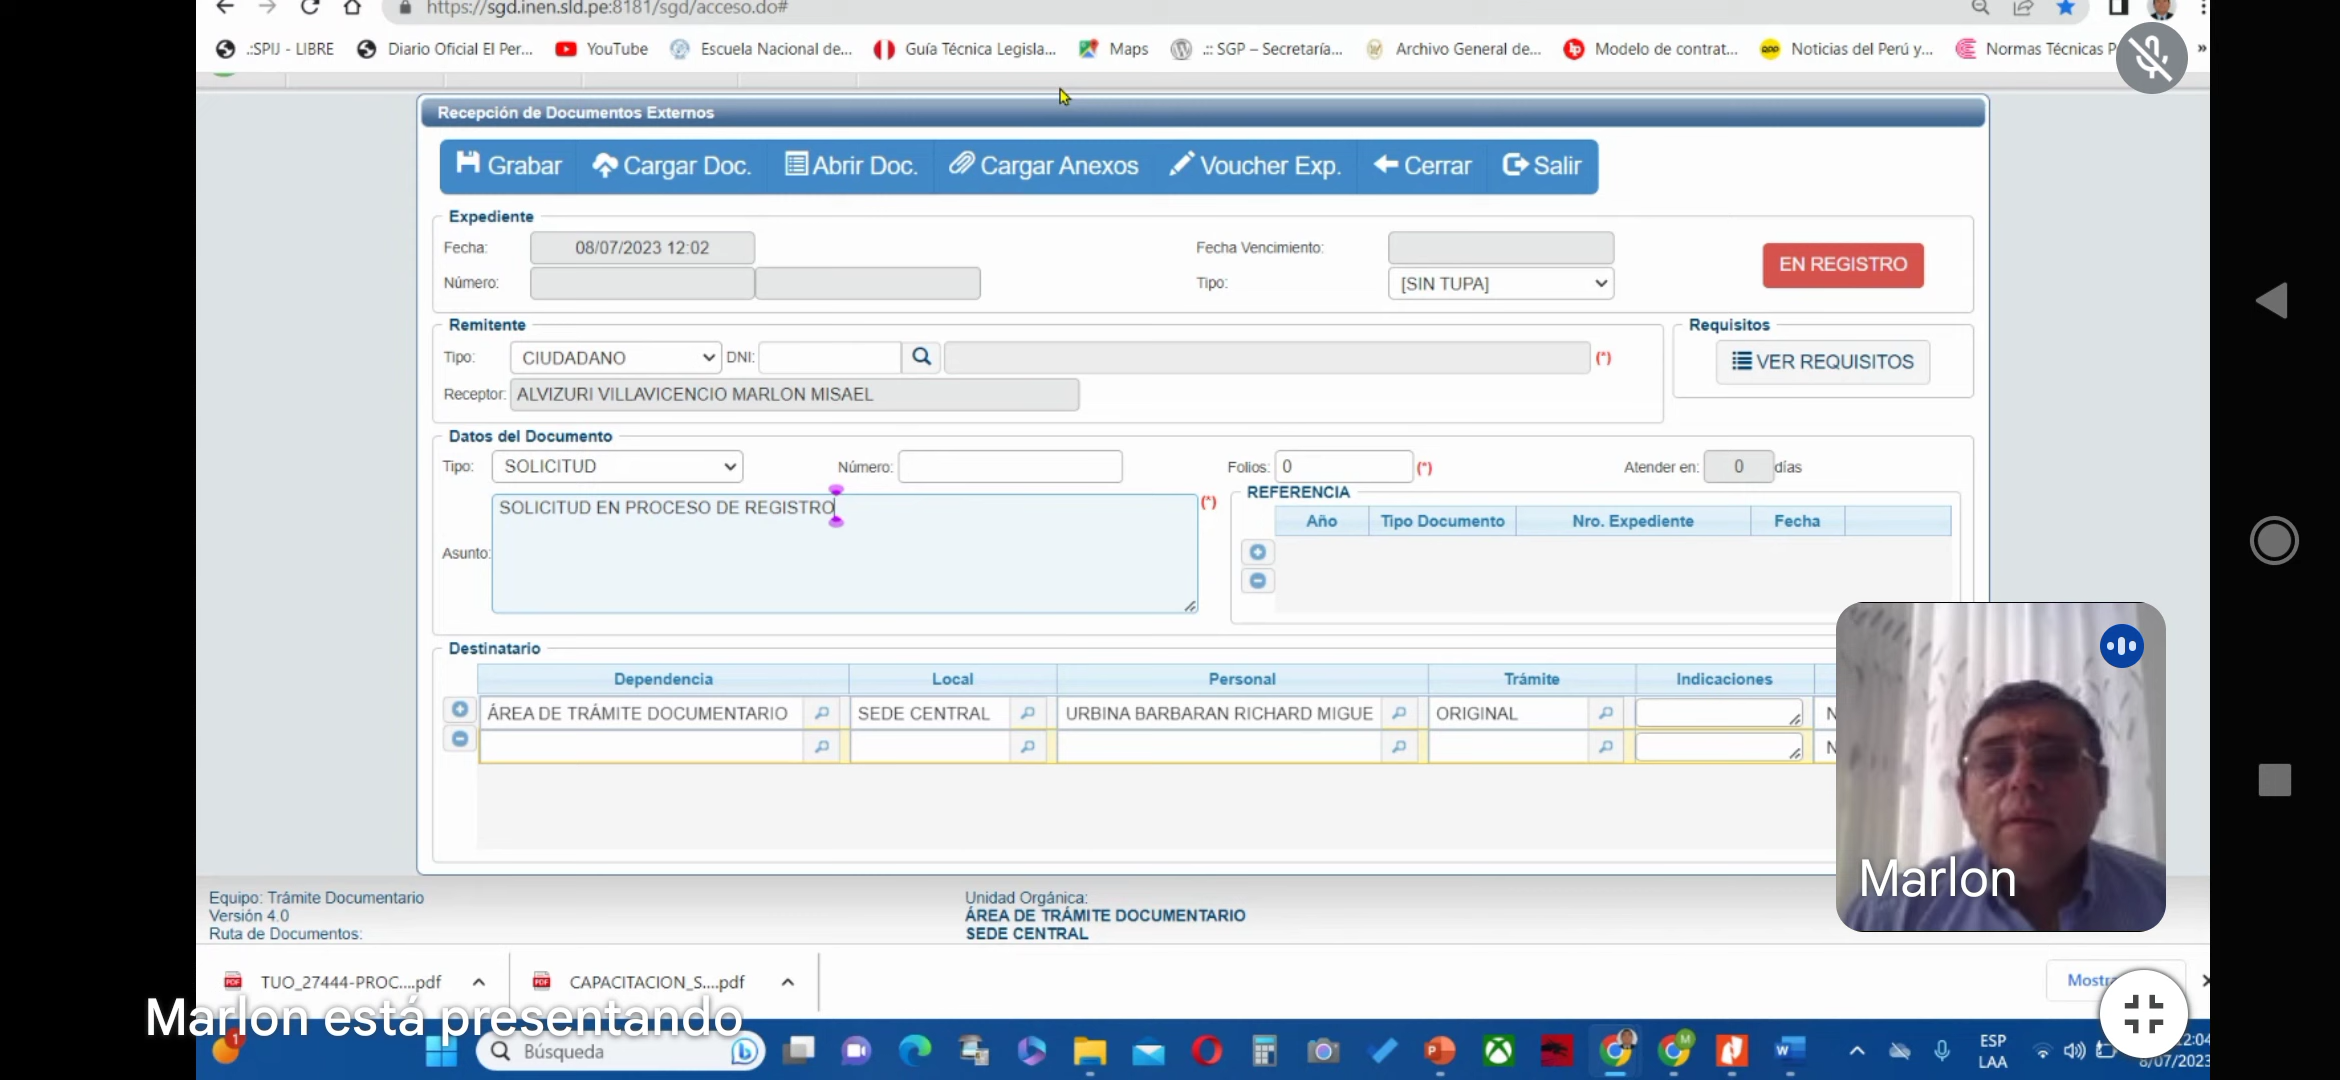 https://sgd.inen.sld.pe:8181/sgd/acceso.do#
.:SPIJ - LIBRE Diario Oficial El Per... YouTube Escuela Nacional de... Guía Técnica Legisla... Maps .:: SGP – Secretaría... Archivo General de... Modelo de contrat... Noticias del Perú y... Normas Técnicas P »
Recepción de Documentos Externos
Grabar Cargar Doc. Abrir Doc. Cargar Anexos Voucher Exp. Cerrar Salir
Expediente
Fecha: 08/07/2023 12:02 Fecha Vencimiento:
EN REGISTRO
Número: Tipo: [SIN TUPA]
Remitente Requisitos
Tipo: CIUDADANO DNI: (*) VER REQUISITOS
Receptor: ALVIZURI VILLAVICENCIO MARLON MISAEL
Datos del Documento
Tipo: SOLICITUD Número: Folios: 0 (*) Atender en: 0 días
SOLICITUD EN PROCESO DE REGISTRO (*) REFERENCIA
Año Tipo Documento Nro. Expediente Fecha
Asunto:
Destinatario
Dependencia Local Personal Trámite Indicaciones
ÁREA DE TRÁMITE DOCUMENTARIO SEDE CENTRAL URBINA BARBARAN RICHARD MIGUE ORIGINAL N
N
Marlon
Equipo: Trámite Documentario Unidad Orgánica:
Versión 4.0 ÁREA DE TRÁMITE DOCUMENTARIO
Ruta de Documentos: SEDE CENTRAL
TUO_27444-PROC....pdf CAPACITACION_S....pdf
Marlon está presentando
1 Búsqueda ESP
LAA
8/07/2023